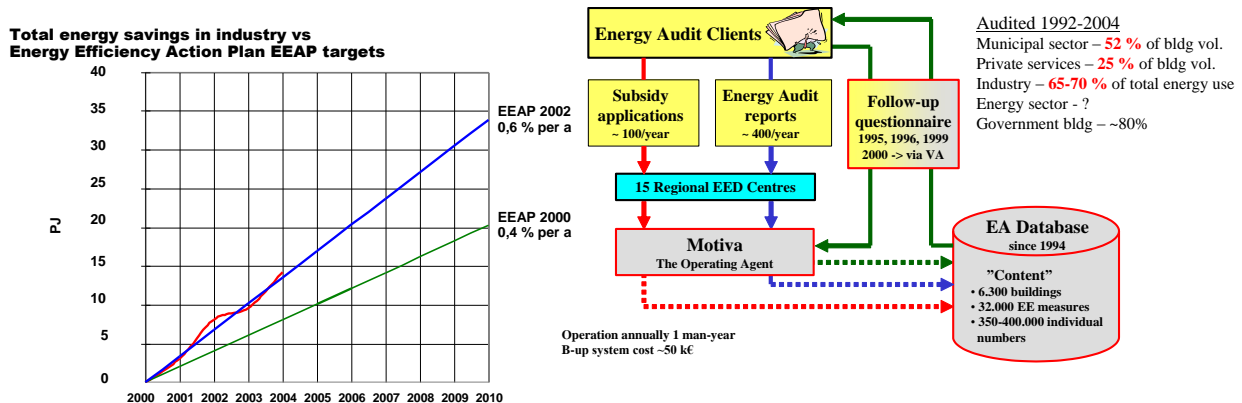 Total energy savings in industry vs
Energy Efficiency Action Plan EEAP targets
40
35
30
25
20
15
10
5
0
PJ
2000 2001 2002 2003 2004 2005 2006 2007 2008 2009 2010
EEAP 2002
0,6 % per a
EEAP 2000
0,4 % per a
Energy Audit Clients
Subsidy
applications
~ 100/year
Energy Audit
reports
~ 400/year
Follow-up
questionnaire
1995, 1996, 1999
2000 -> via VA
15 Regional EED Centres
Motiva
The Operating Agent
EA Database
since 1994
"Content"
• 6.300 buildings
• 32.000 EE measures
• 350-400.000 individual
numbers
Operation annually 1 man-year
B-up system cost ~50 k€
Audited 1992-2004
Municipal sector – 52 % of bldg vol.
Private services – 25 % of bldg vol.
Industry – 65-70 % of total energy use
Energy sector - ?
Government bldg – ~80%